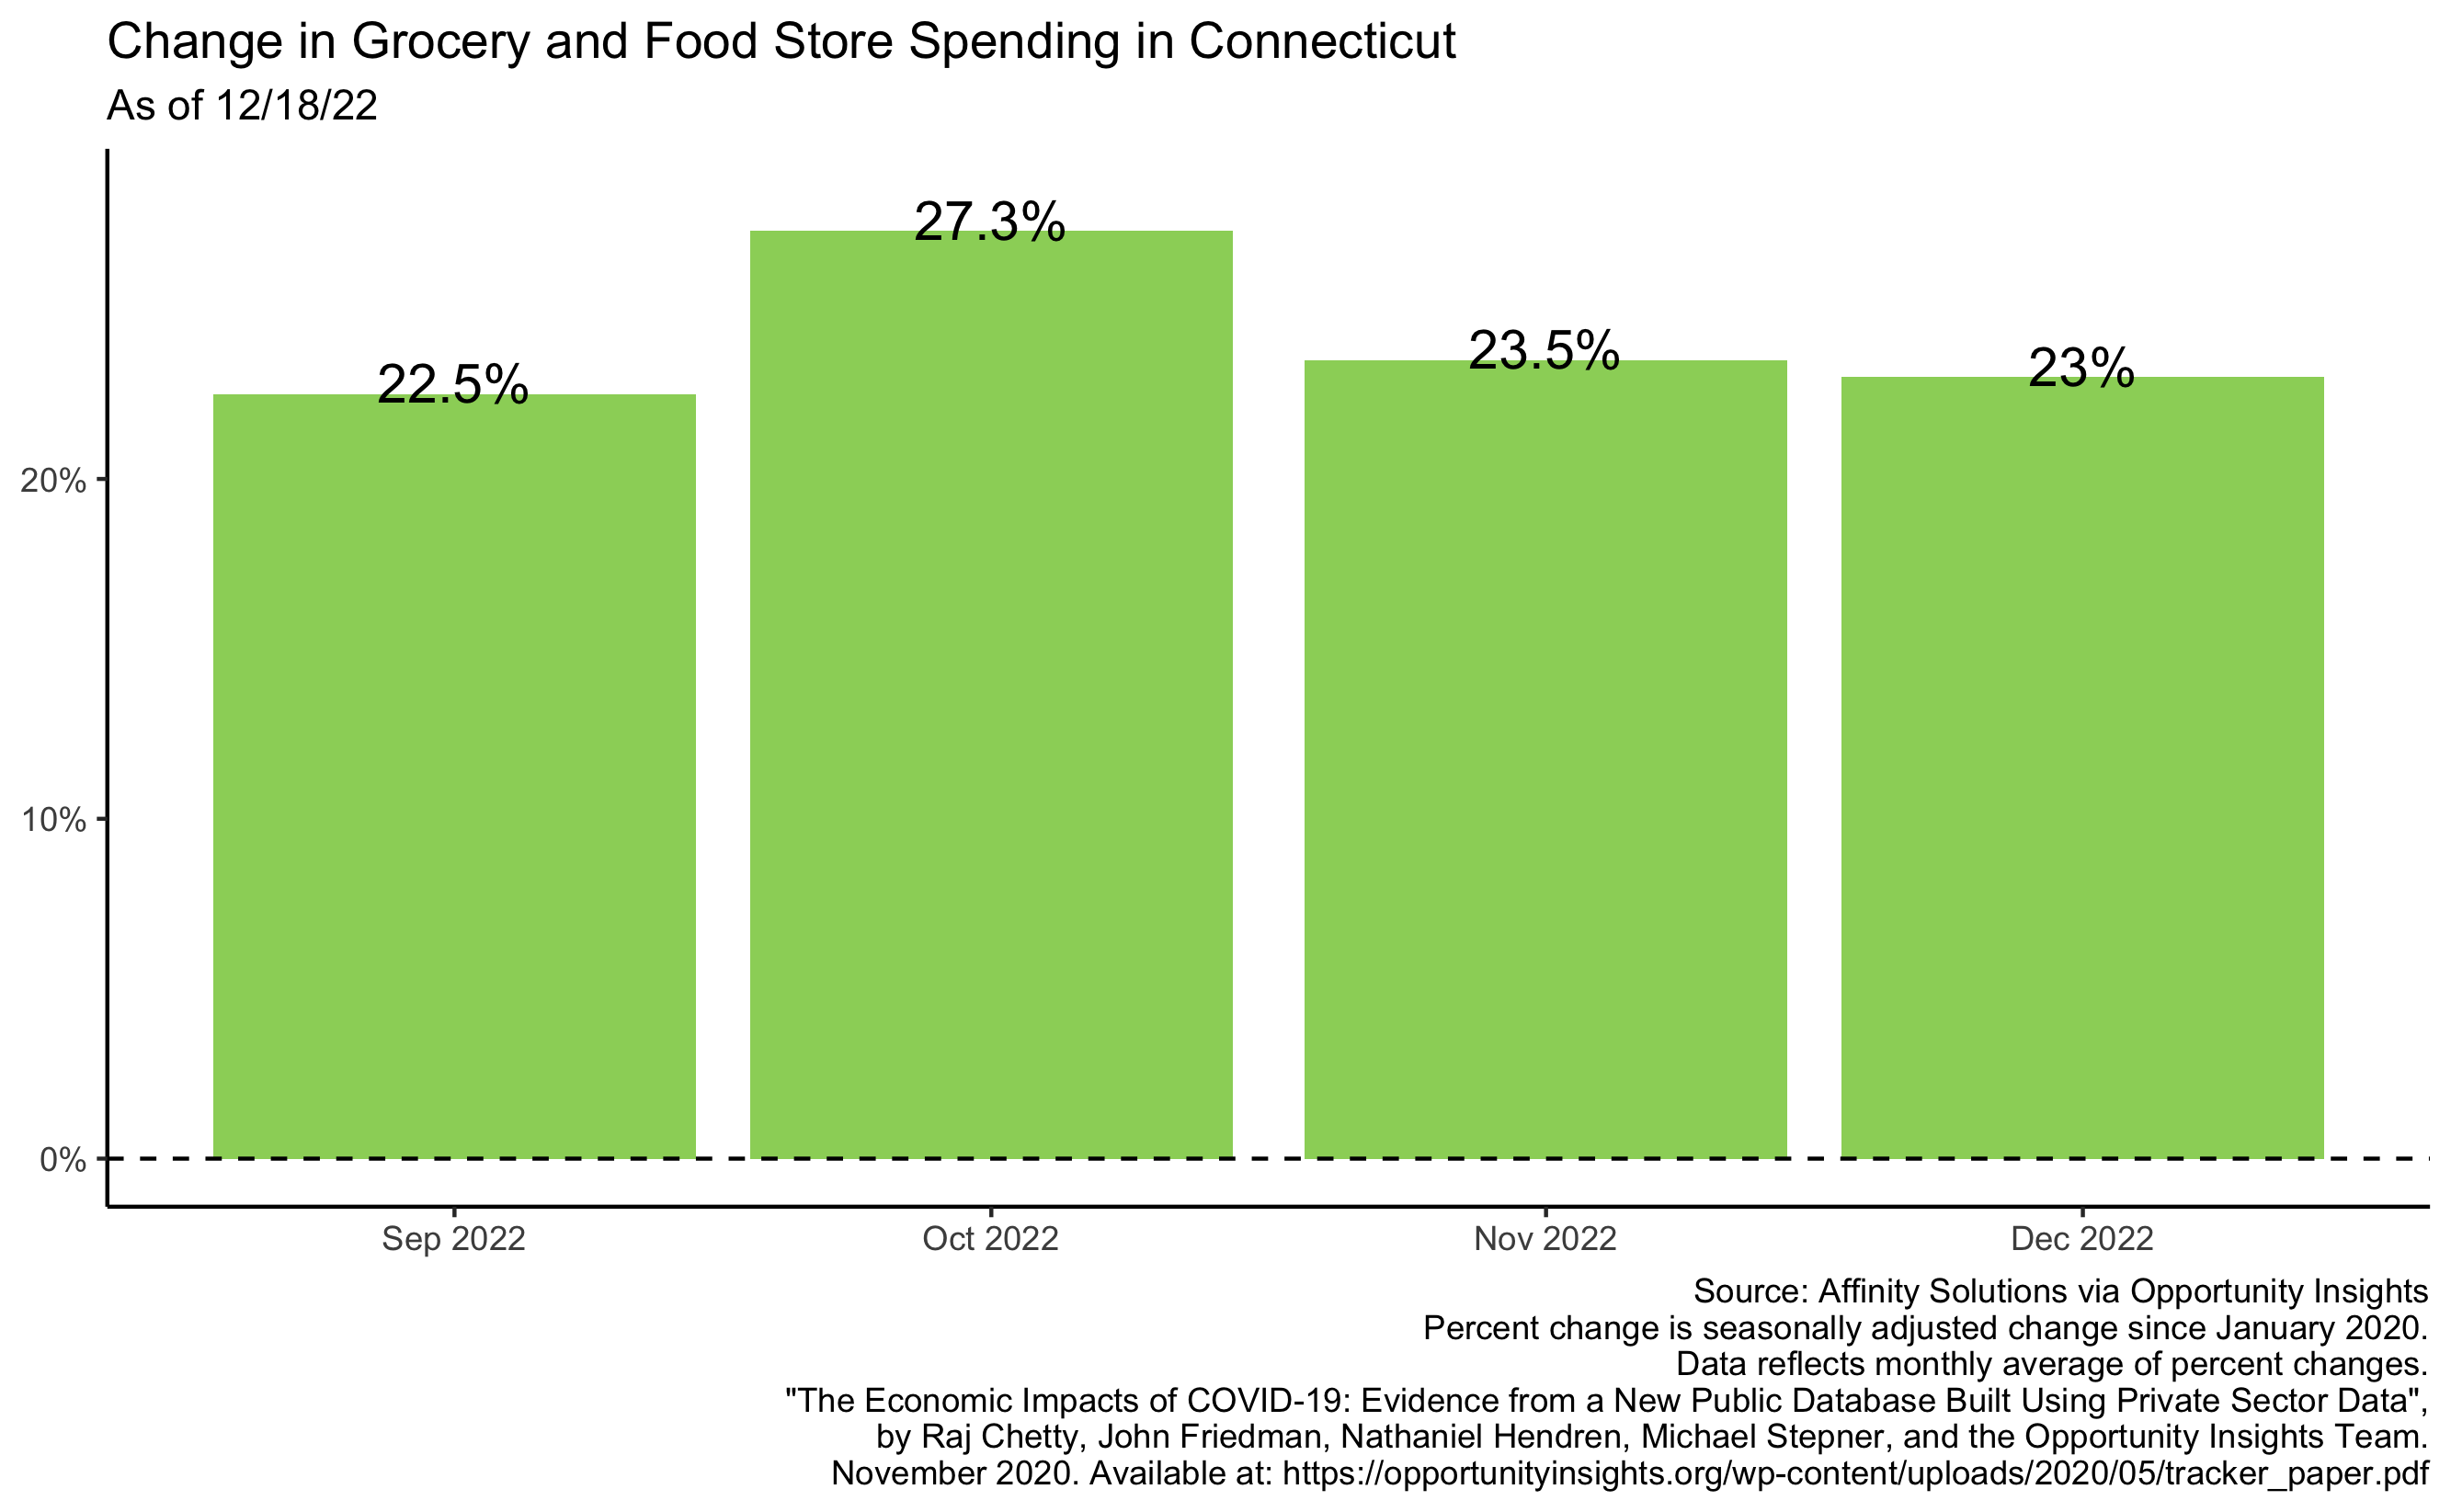 Change in Grocery and Food Store Spending in Connecticut
As of 12/18/22
27.3%
23.5%
23%
22.5%
20%
10%
0%
Sep 2022
Oct 2022
Nov 2022
Dec 2022
Source: Affinity Solutions via Opportunity Insights
Percent change is seasonally adjusted change since January 2020.
Data reflects monthly average of percent changes.
"The Economic Impacts of COVID-19: Evidence from a New Public Database Built Using Private Sector Data",
by Raj Chetty, John Friedman, Nathaniel Hendren, Michael Stepner, and the Opportunity Insights Team.
November 2020. Available at: https://opportunityinsights.org/wp-content/uploads/2020/05/tracker_paper.pdf